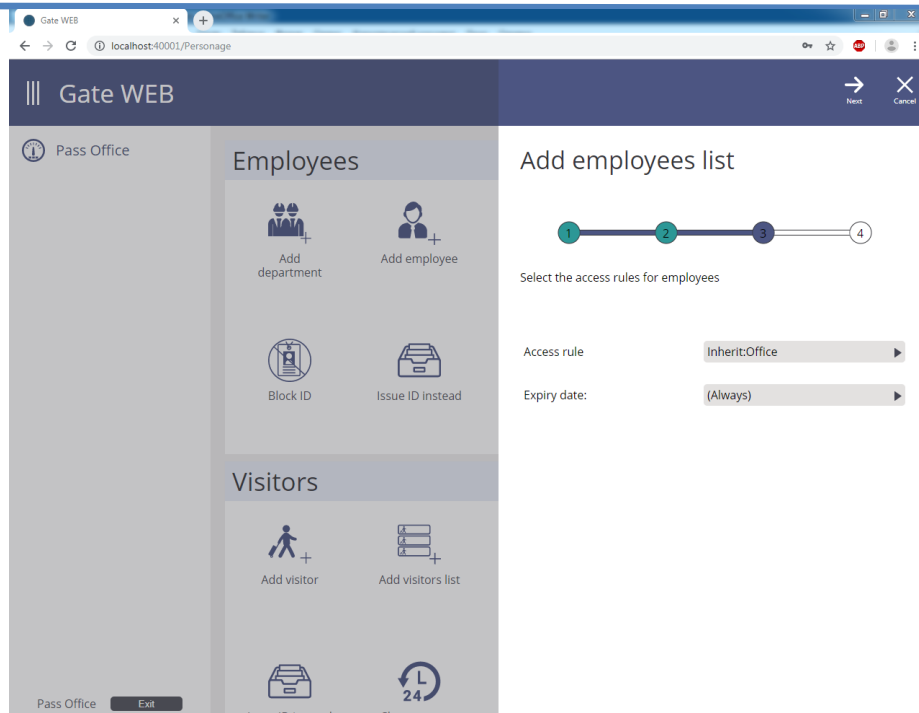 Gate WEB
localhost:40001/Personage
ABP
Gate WEB
Next
Cancel
Pass Office
Employees
Add department
Add employee
Block ID
Issue ID instead
Visitors
Add visitor
Add visitors list
24
Pass Office
Exit
Add employees list
1
2
3
4
Select the access rules for employees
Access rule
Inherit:Office
Expiry date:
(Always)